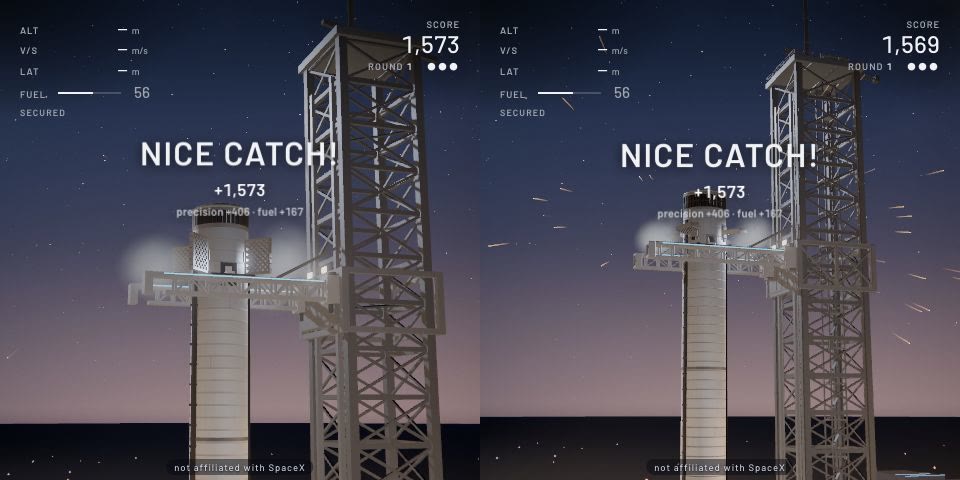 ALT — m
V/S — m/s
LAT — m
FUEL 56
SECURED
SCORE
1,573
ROUND 1
NICE CATCH!
+1,573
precision +406 · fuel +167
not affiliated with SpaceX
ALT — m
V/S — m/s
LAT — m
FUEL 56
SECURED
SCORE
1,569
ROUND 1
NICE CATCH!
+1,573
precision +406 · fuel +167
not affiliated with SpaceX